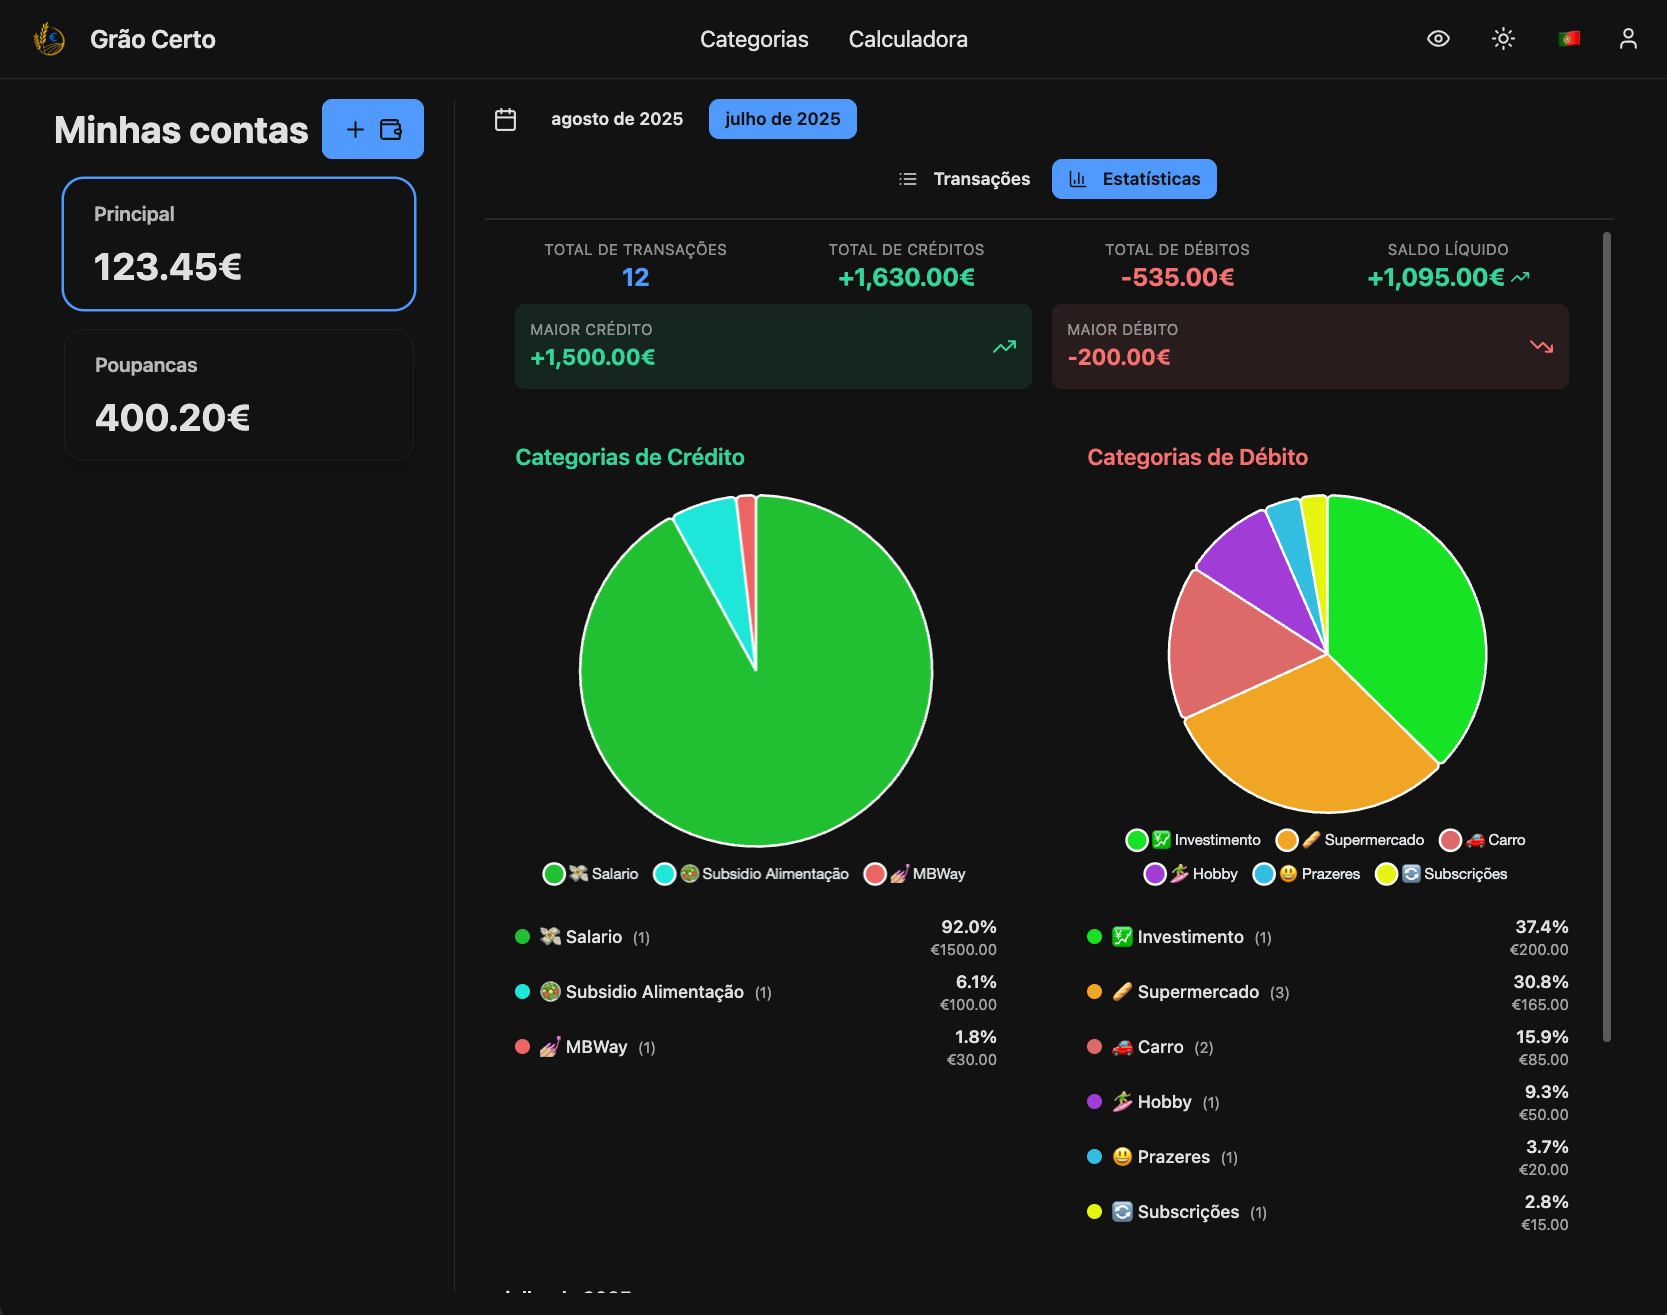 Grão Certo
Categorias
Calculadora
Minhas contas
Principal
123.45€
Poupancas
400.20€
agosto de 2025
julho de 2025
Transações
Estatísticas
TOTAL DE TRANSAÇÕES
12
TOTAL DE CRÉDITOS
+1,630.00€
TOTAL DE DÉBITOS
-535.00€
SALDO LÍQUIDO
+1,095.00€
MAIOR CRÉDITO
+1,500.00€
MAIOR DÉBITO
-200.00€
Categorias de Crédito
Salario Subsidio Alimentação MBWay
Salario (1) 92.0%
€1500.00
Subsidio Alimentação (1) 6.1%
€100.00
MBWay (1) 1.8%
€30.00
Categorias de Débito
Investimento Supermercado Carro
Hobby Prazeres Subscrições
Investimento (1) 37.4%
€200.00
Supermercado (3) 30.8%
€165.00
Carro (2) 15.9%
€85.00
Hobby (1) 9.3%
€50.00
Prazeres (1) 3.7%
€20.00
Subscrições (1) 2.8%
€15.00